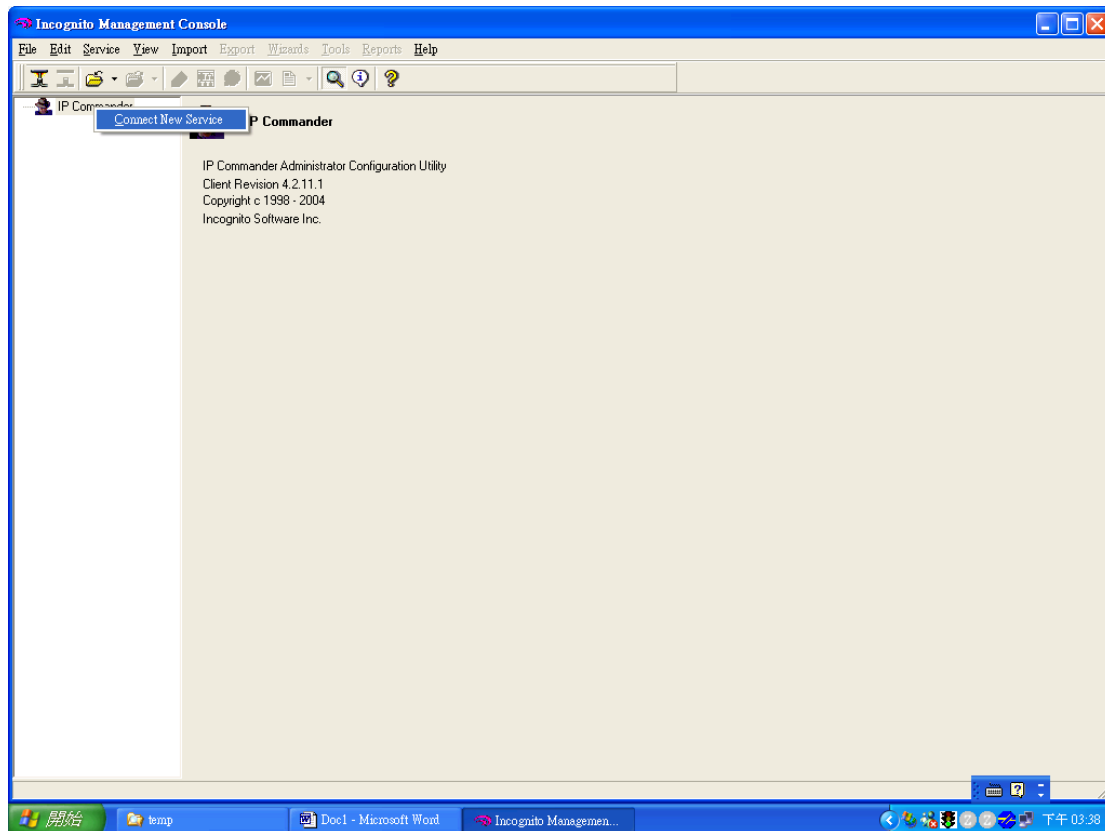 Incognito Management Console
File Edit Service View Import Export Wizards Tools Reports Help
IP Commander
Connect New Service
P Commander
IP Commander Administrator Configuration Utility
Client Revision 4.2.11.1
Copyright c 1998 - 2004
Incognito Software Inc.
開始
temp
Doc1 - Microsoft Word
Incognito Managemen...
下午 03:38